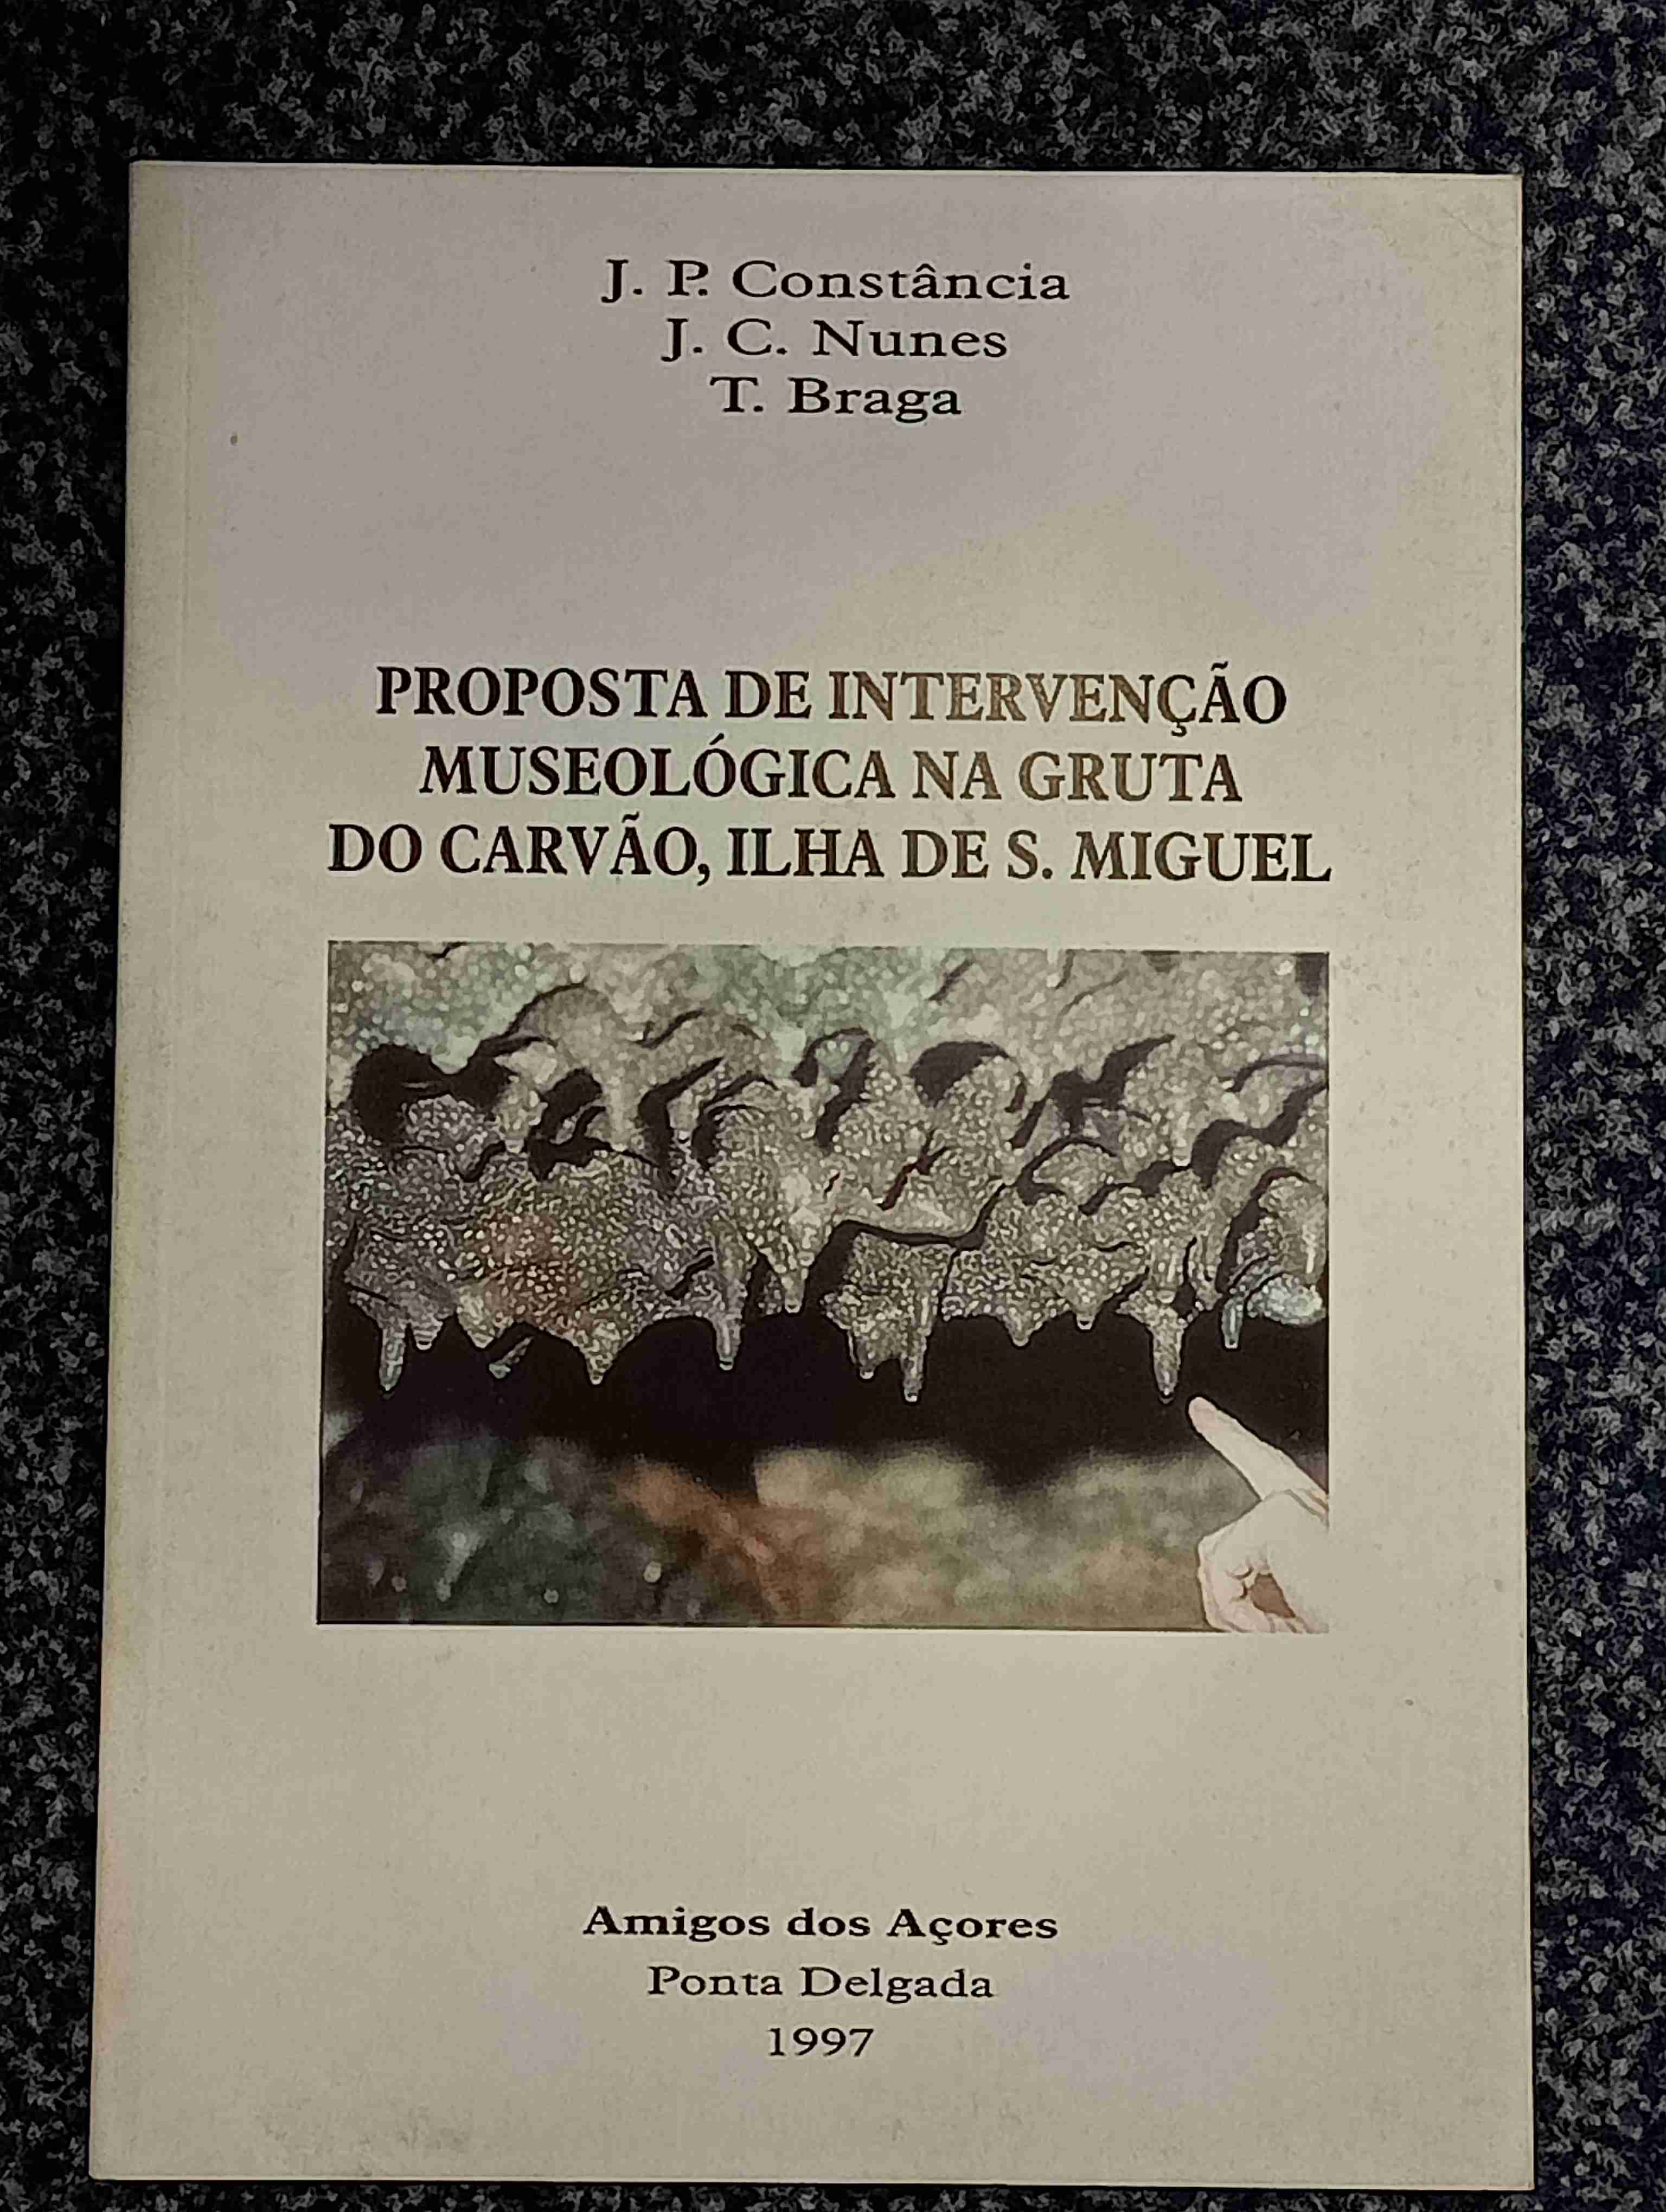 J. P. Constância
J. C. Nunes
T. Braga
PROPOSTA DE INTERVENÇÃO
MUSEOLÓGICA NA GRUTA
DO CARVÃO, ILHA DE S. MIGUEL
Amigos dos Açores
Ponta Delgada
1997